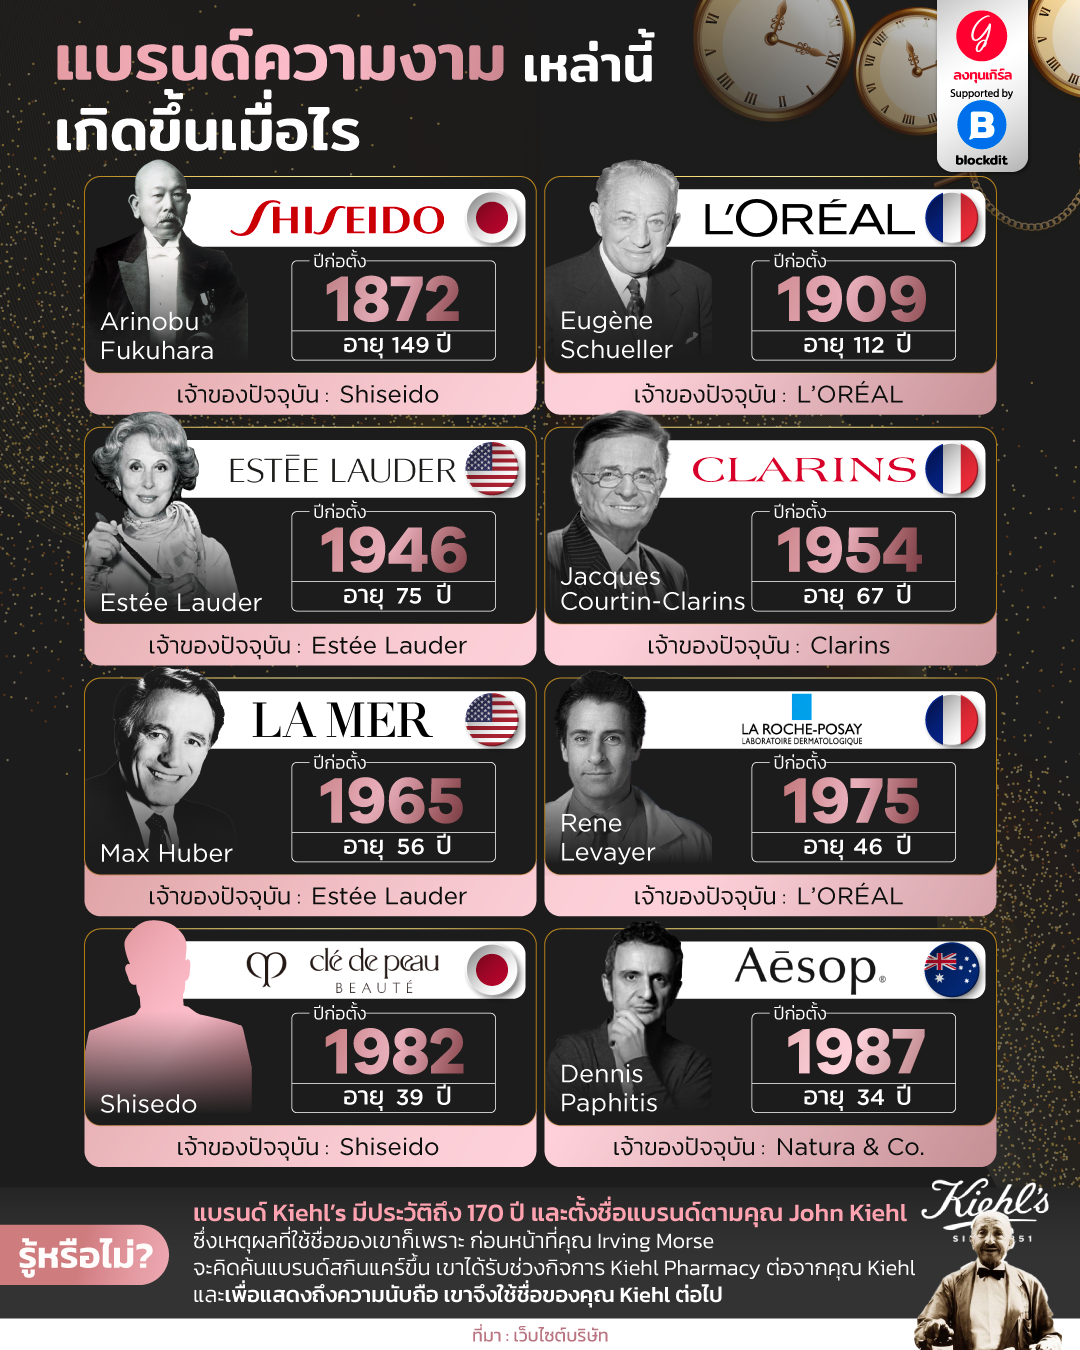 แบรนด์ความงาม เหล่านี้
เกิดขึ้นเมื่อไร
ลงทุนเกิร์ล
Supported by
B
blockdit
SHISEIDO
ปีก่อตั้ง
1872
อายุ 149 ปี
Arinobu
Fukuhara
เจ้าของปัจจุบัน : Shiseido
L'ORÉAL
ปีก่อตั้ง
1909
อายุ 112 ปี
Eugène
Schueller
เจ้าของปัจจุบัน : L'ORÉAL
ESTĒE LAUDER
ปีก่อตั้ง
1946
อายุ 75 ปี
Estée Lauder
เจ้าของปัจจุบัน : Estée Lauder
CLARINS
ปีก่อตั้ง
1954
อายุ 67 ปี
Jacques
Courtin-Clarins
เจ้าของปัจจุบัน : Clarins
LA MER
ปีก่อตั้ง
1965
อายุ 56 ปี
Max Huber
เจ้าของปัจจุบัน : Estée Lauder
LA ROCHE-POSAY
LABORATOIRE DERMATOLOGIQUE
ปีก่อตั้ง
1975
อายุ 46 ปี
Rene
Levayer
เจ้าของปัจจุบัน : L'ORÉAL
clé de peau
BEAUTÉ
ปีก่อตั้ง
1982
อายุ 39 ปี
Shisedo
เจ้าของปัจจุบัน : Shiseido
Aēsop®
ปีก่อตั้ง
1987
อายุ 34 ปี
Dennis
Paphitis
เจ้าของปัจจุบัน : Natura & Co.
รู้หรือไม่?
แบรนด์ Kiehl's มีประวัติถึง 170 ปี และตั้งชื่อแบรนด์ตามคุณ John Kiehl
ซึ่งเหตุผลที่ใช้ชื่อของเขาก็เพราะ ก่อนหน้าที่คุณ Irving Morse
จะคิดค้นแบรนด์สกินแคร์ขึ้น เขาได้รับช่วงกิจการ Kiehl Pharmacy ต่อจากคุณ Kiehl
และเพื่อแสดงถึงความนับถือ เขาจึงใช้ชื่อของคุณ Kiehl ต่อไป
Kiehl's
ที่มา : เว็บไซต์บริษัท